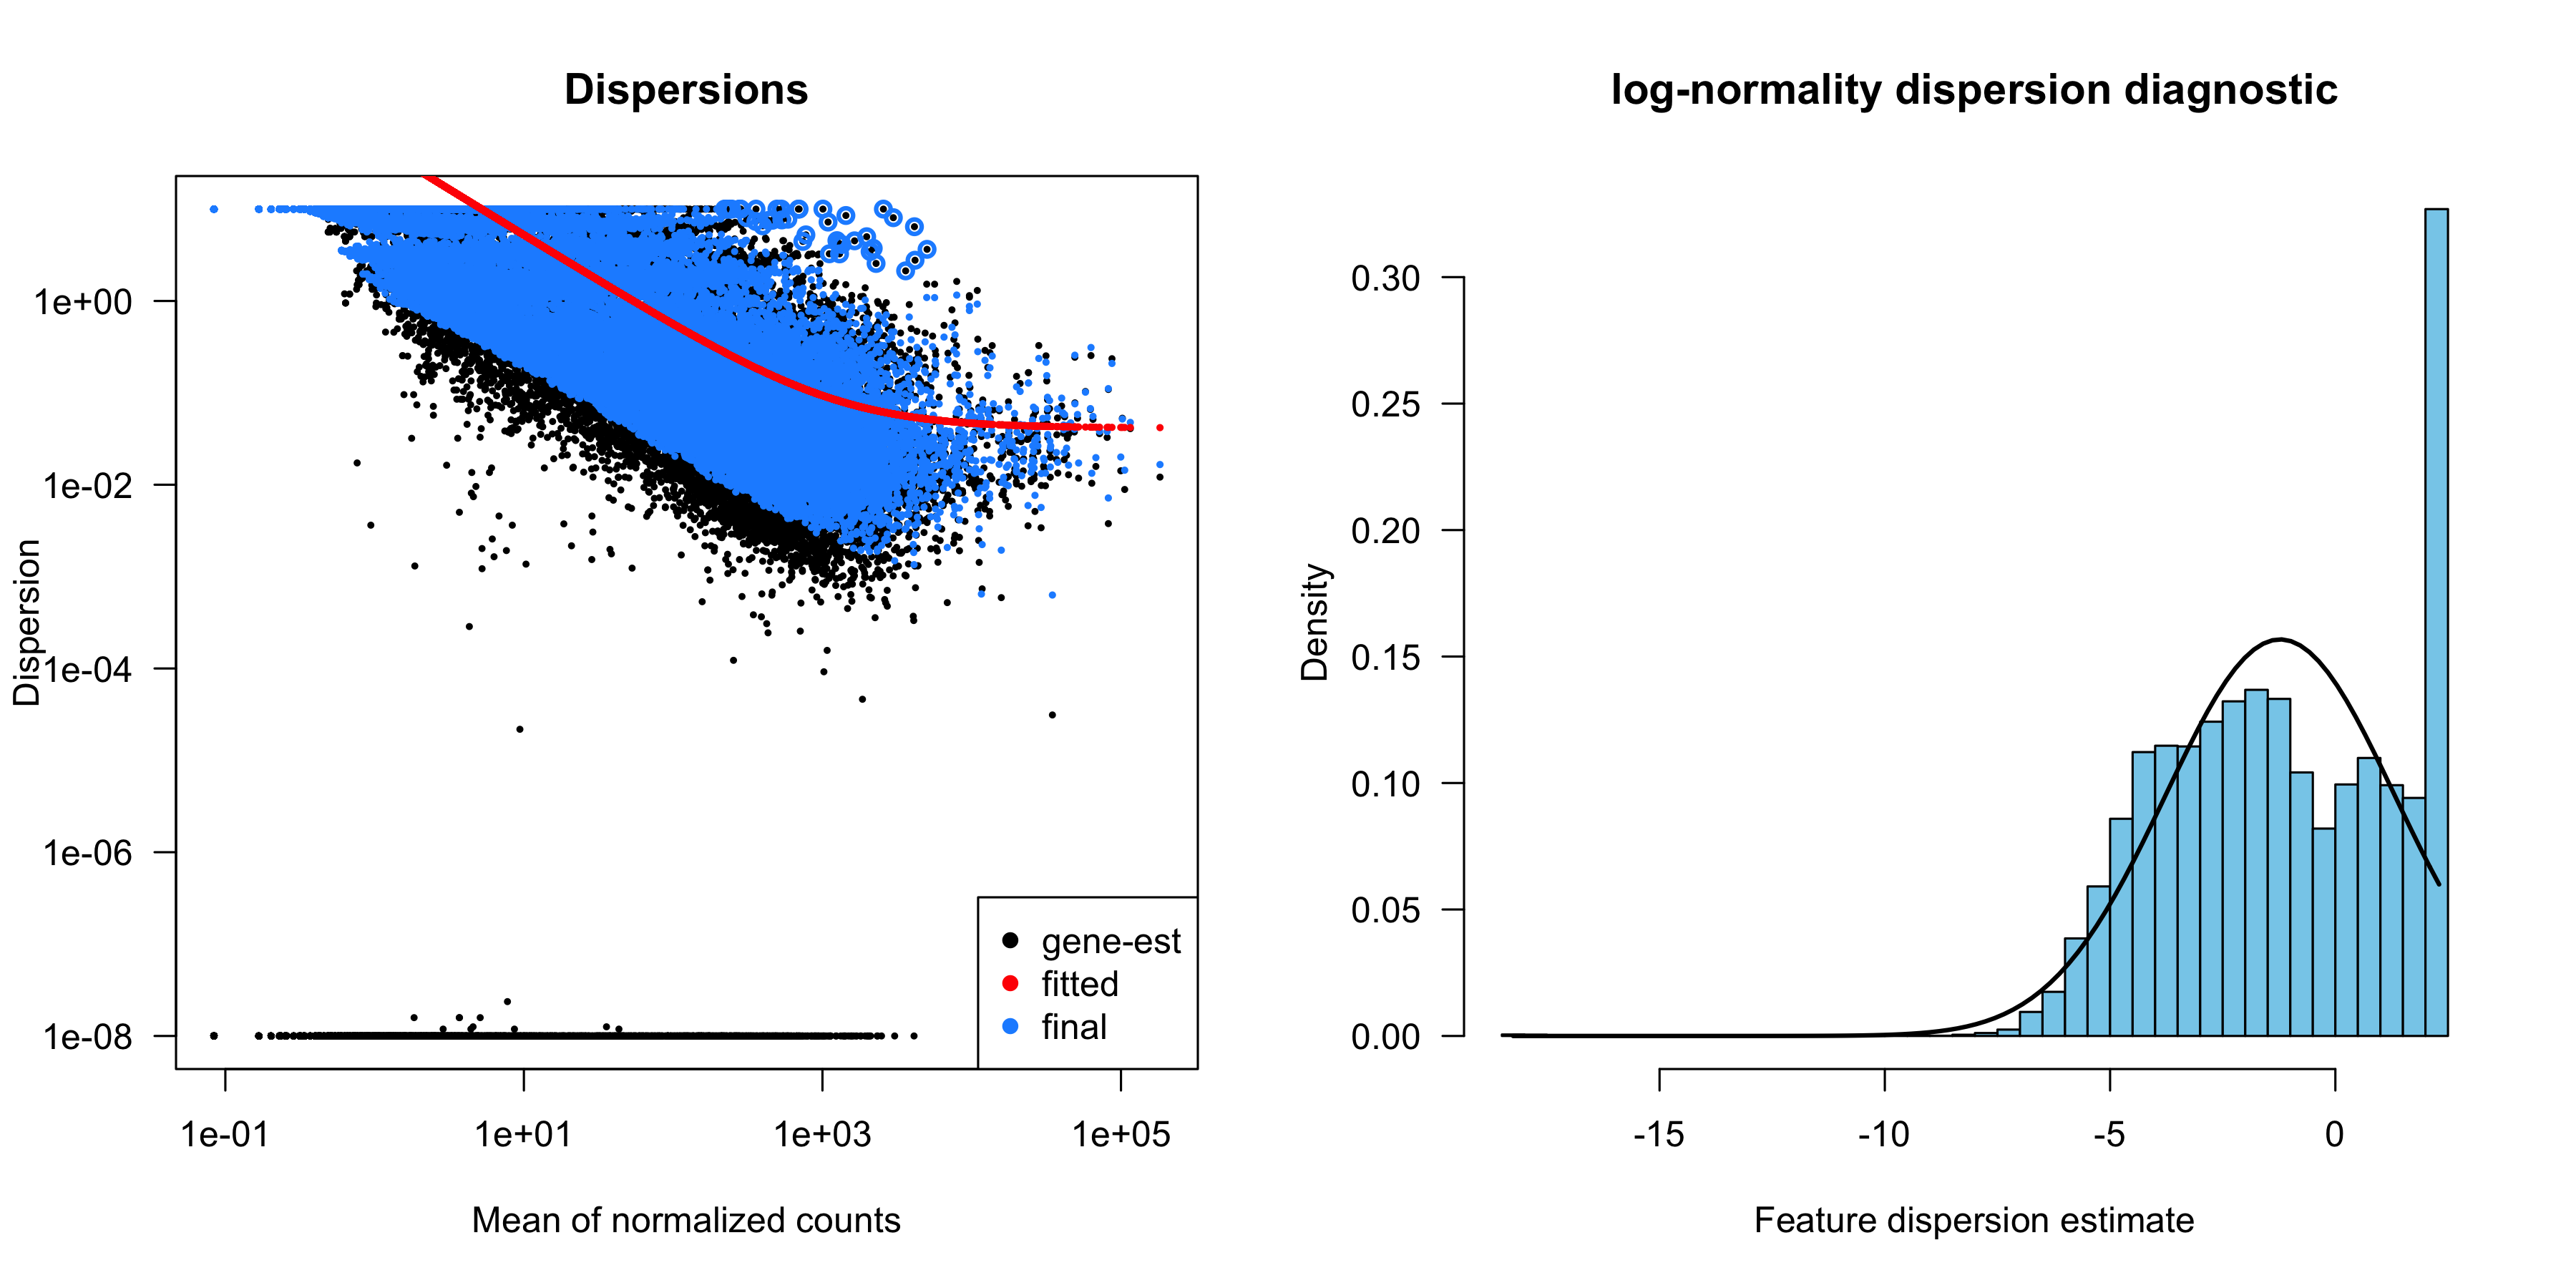 Dispersions
Dispersion
1e+00
1e-02
1e-04
1e-06
1e-08
gene-est
fitted
final
1e-01
1e+01
1e+03
1e+05
Mean of normalized counts
log-normality dispersion diagnostic
Density
0.30
0.25
0.20
0.15
0.10
0.05
0.00
-15
-10
-5
0
Feature dispersion estimate